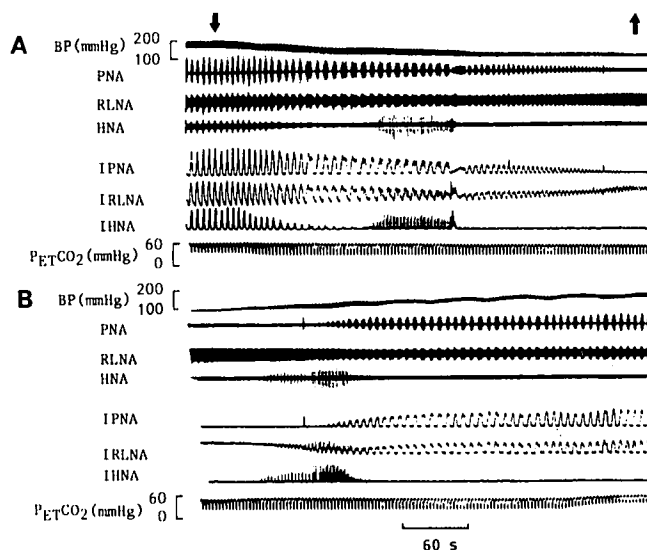 A
BP(mmHg) 200
100
PNA
RLNA
HNA
IPNA
IRLNA
IHNA
PETCO2(mmHg) 60
0
B
BP(mmHg) 200
100
PNA
RLNA
HNA
IPNA
IRLNA
IHNA
PETCO2(mmHg) 60
0
60 s